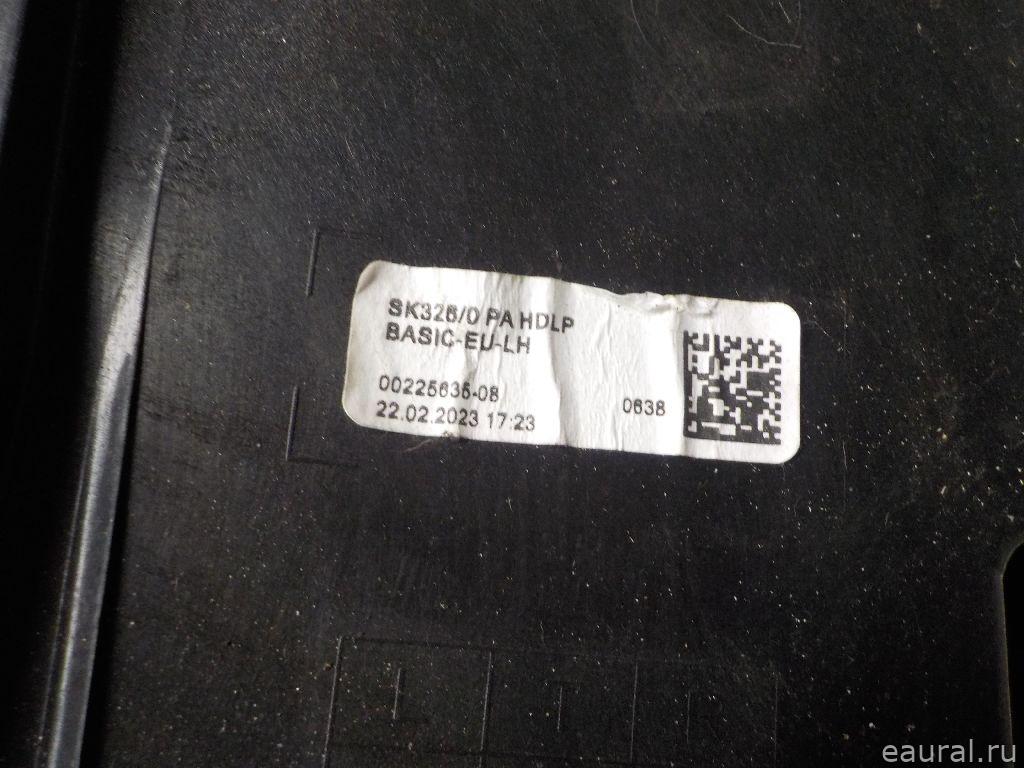 SK326/0 PA HDLP
BASIC-EU-LH
00225635-08
22.02.2023 17:23
0638
eaural.ru